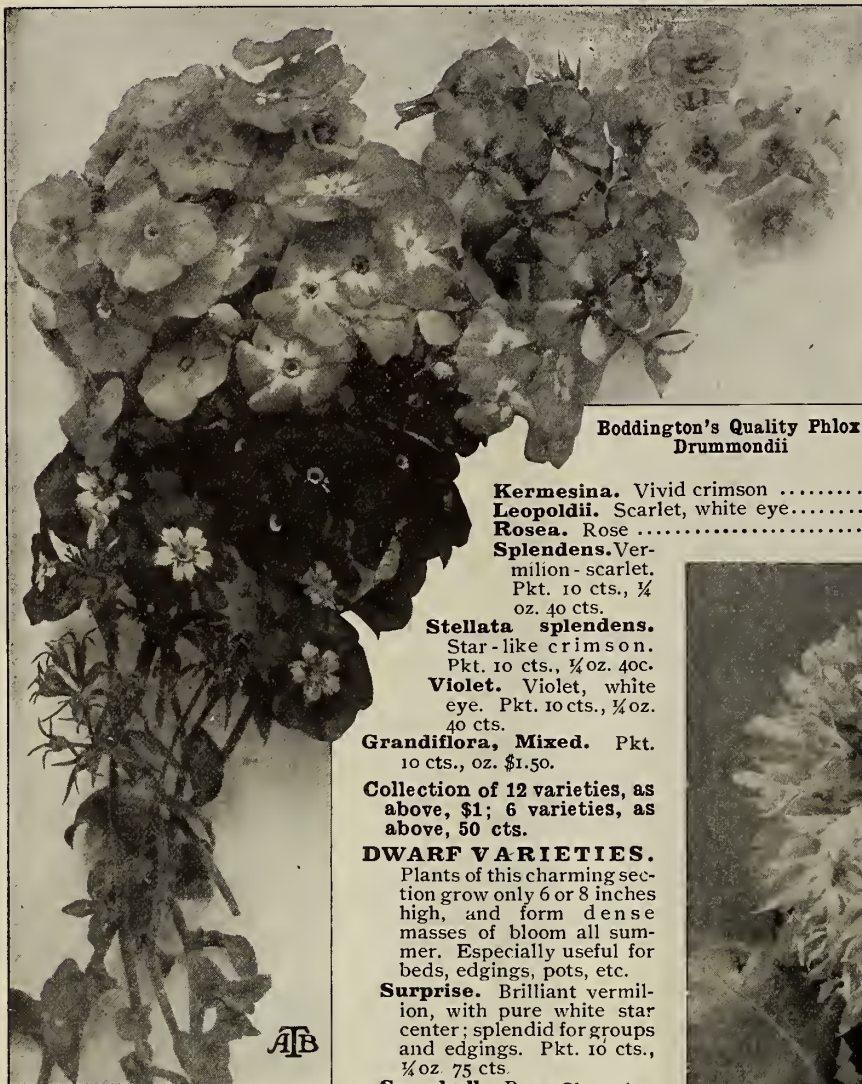 Boddington's Quality Phlox
Drummondii
Kermesina. Vivid crimson .........
Leopoldii. Scarlet, white eye........
Rosea. Rose ........................
Splendens. Ver-
milion-scarlet.
Pkt. 10 cts., ¼
oz. 40 cts.
Stellata splendens.
Star-like crimson.
Pkt. 10 cts., ¼oz. 40c.
Violet. Violet, white
eye. Pkt. 10 cts., ¼oz.
40 cts.
Grandiflora, Mixed. Pkt.
10 cts., oz. $1.50.
Collection of 12 varieties, as
above, $1; 6 varieties, as
above, 50 cts.
DWARF VARIETIES.
Plants of this charming sec-
tion grow only 6 or 8 inches
high, and form dense
masses of bloom all sum-
mer. Especially useful for
beds, edgings, pots, etc.
Surprise. Brilliant vermil-
ion, with pure white star
center; splendid for groups
and edgings. Pkt. 10 cts.,
¼oz. 75 cts.
ATB